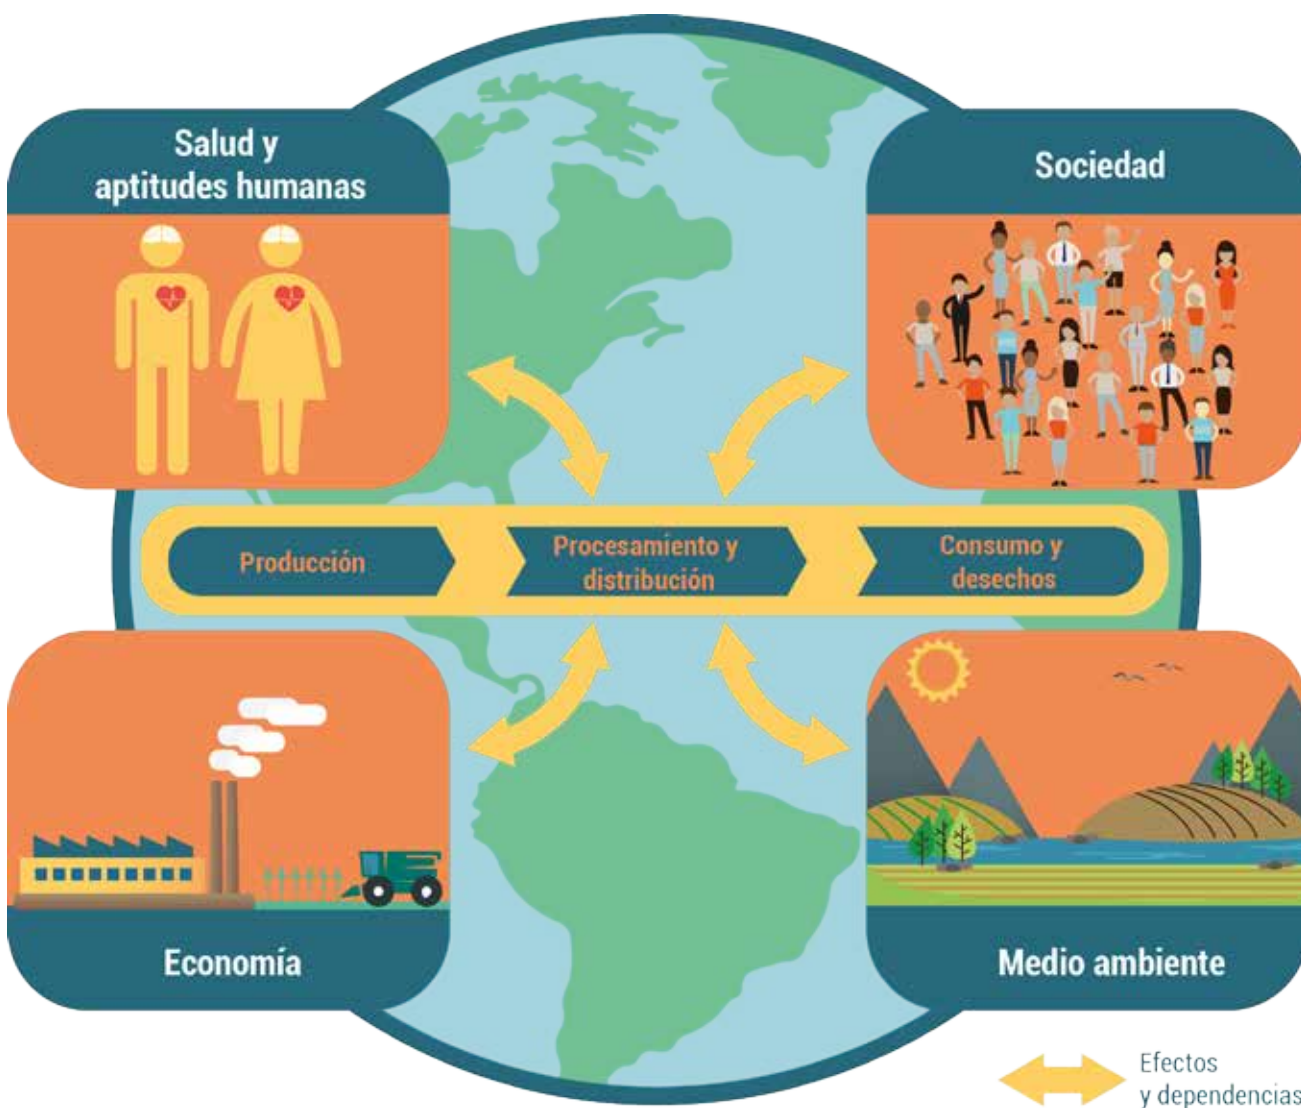 Salud y
aptitudes humanas
Sociedad
Producción
Procesamiento y
distribución
Consumo y
desechos
Economía
Medio ambiente
Efectos
y dependencias